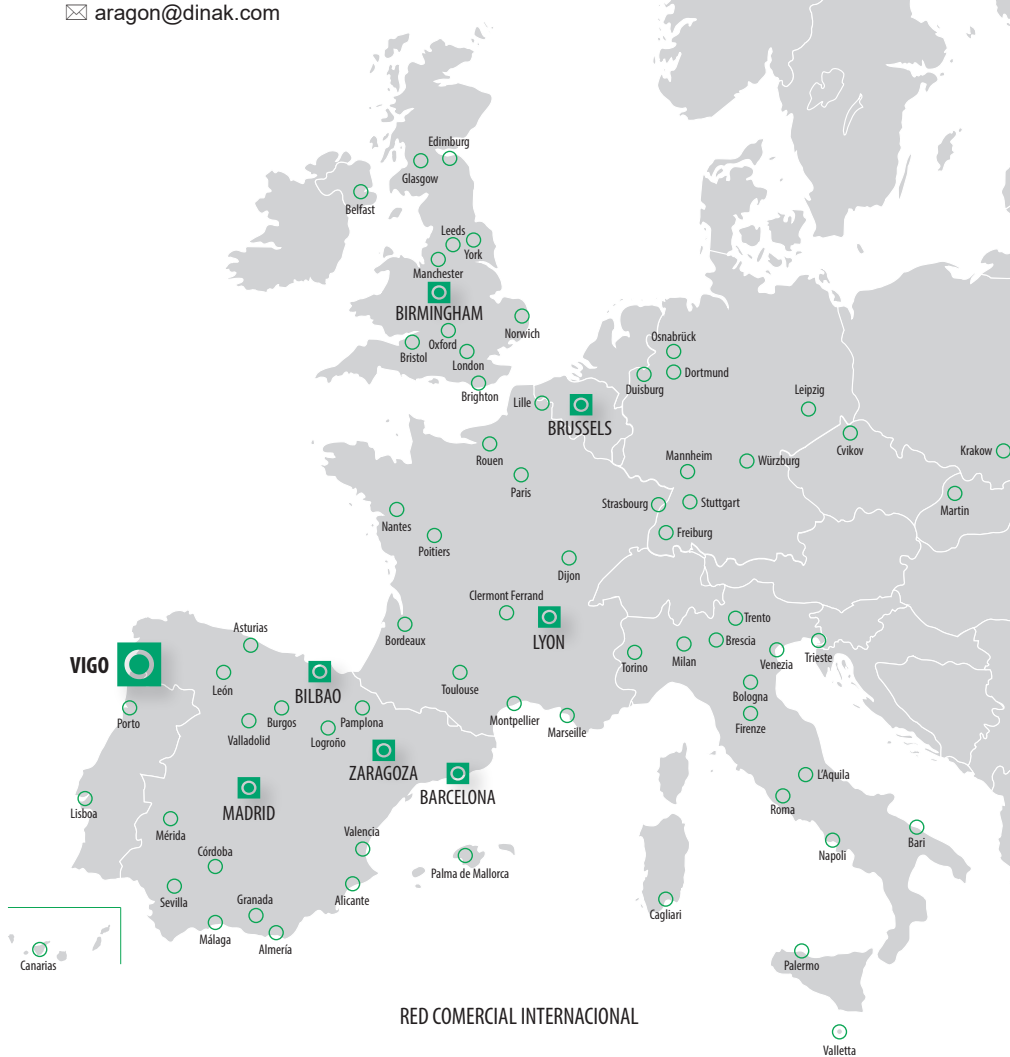 ✉ aragon@dinak.com
Edimburg
Glasgow
Belfast
Leeds
York
Manchester
BIRMINGHAM
Norwich
Oxford
Bristol
London
Brighton
Osnabrück
Dortmund
Duisburg
Leipzig
Lille
BRUSSELS
Cvikov
Krakow
Rouen
Mannheim
Würzburg
Paris
Strasbourg
Stuttgart
Martin
Nantes
Freiburg
Poitiers
Dijon
Clermont Ferrand
LYON
Bordeaux
Trento
Brescia
Torino
Milan
Venezia
Trieste
Asturias
VIGO
León
BILBAO
Toulouse
Bologna
Porto
Burgos
Pamplona
Montpellier
Marseille
Firenze
Valladolid
Logroño
ZARAGOZA
BARCELONA
L'Aquila
MADRID
Lisboa
Roma
Mérida
Valencia
Napoli
Bari
Córdoba
Palma de Mallorca
Sevilla
Granada
Alicante
Cagliari
Málaga
Almería
Canarias
Palermo
RED COMERCIAL INTERNACIONAL
Valletta